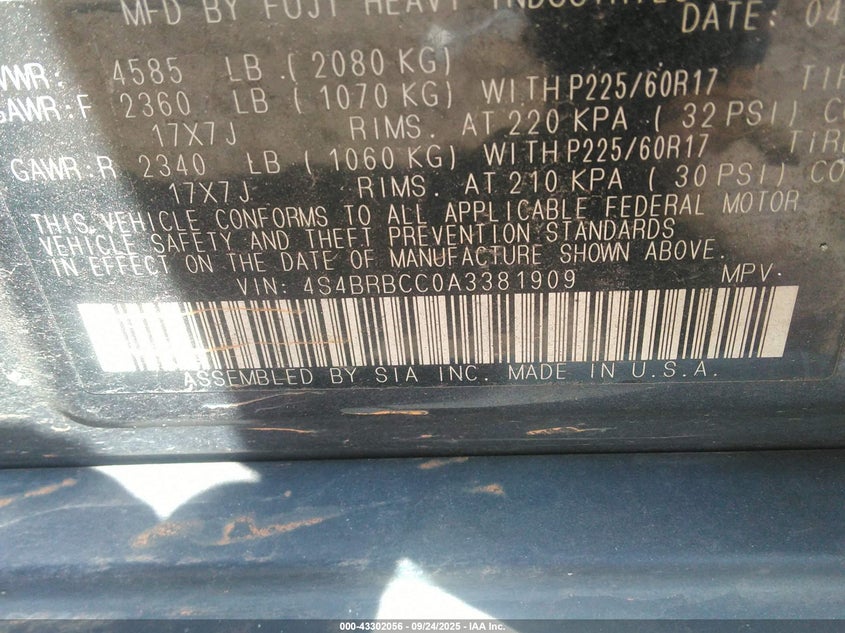 MFD BY FUJI HEAVY
DATE: 04
4585 LB (2080 KG)
GAWR: F 2360 LB (1070 KG) WITH P225/60R17
17X7J RIMS. AT 220 KPA (32 PSI)
GAWR: R 2340 LB (1060 KG) WITH P225/60R17
17X7J RIMS. AT 210 KPA (30 PSI)
THIS VEHICLE CONFORMS TO ALL APPLICABLE FEDERAL MOTOR
VEHICLE SAFETY AND THEFT PREVENTION STANDARDS
IN EFFECT ON THE DATE OF MANUFACTURE SHOWN ABOVE.
VIN: 4S4BRBCC0A3381909 MPV
ASSEMBLED BY SIA INC. MADE IN U.S.A.
000-43302056 - 09/24/2025 - IAA Inc.